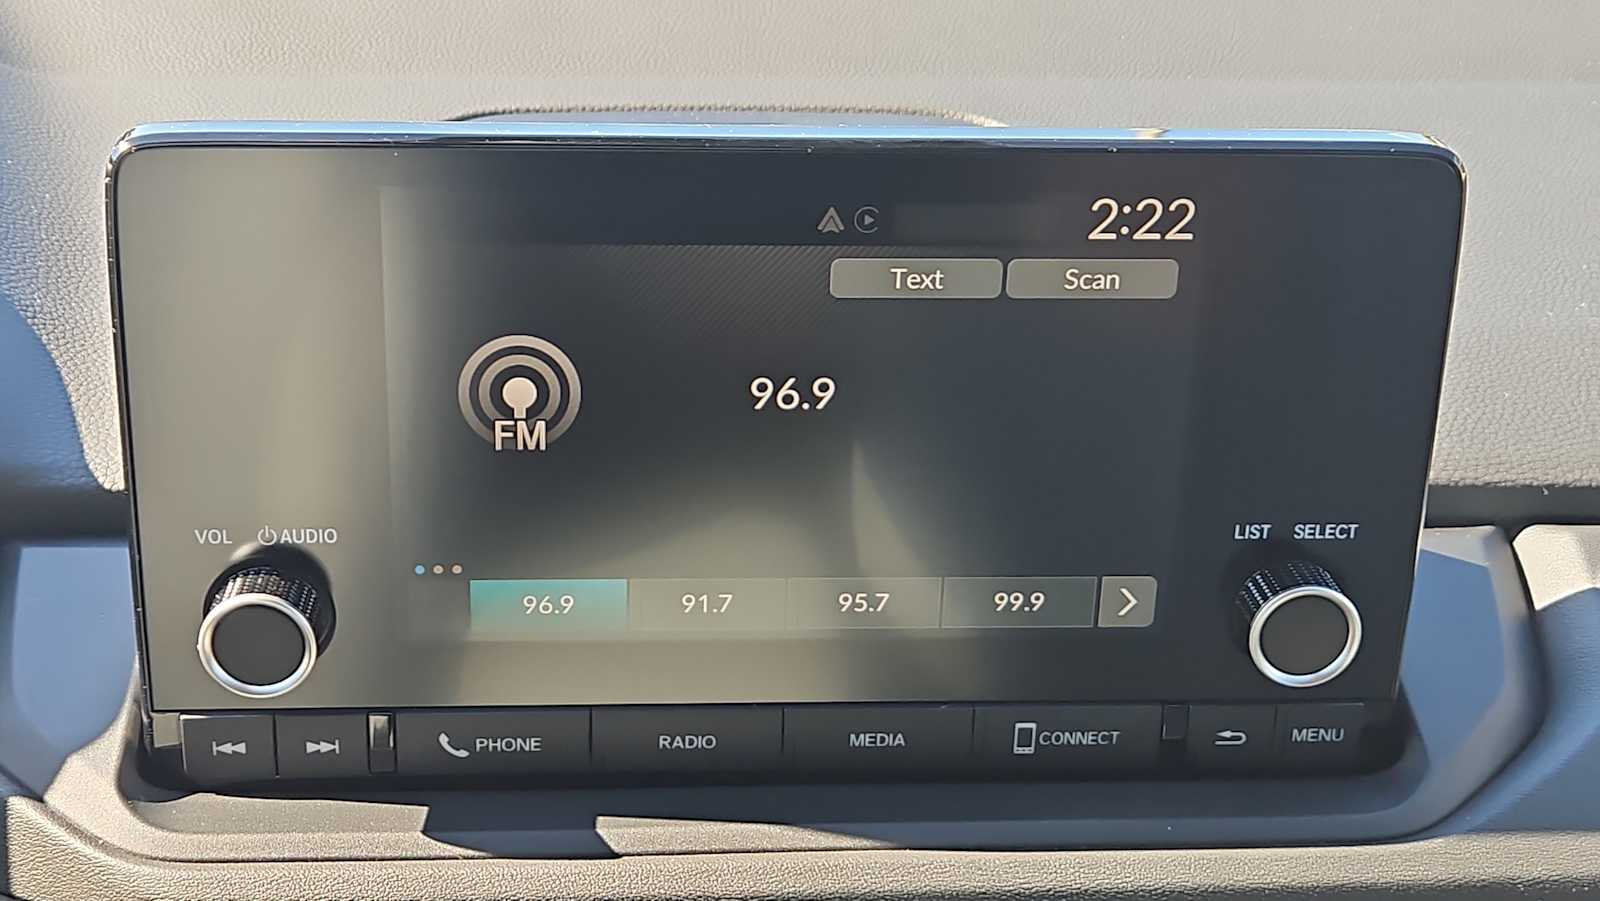 2:22
Text Scan
96.9
FM
VOL AUDIO
LIST SELECT
96.9 91.7 95.7 99.9
PHONE RADIO MEDIA CONNECT MENU